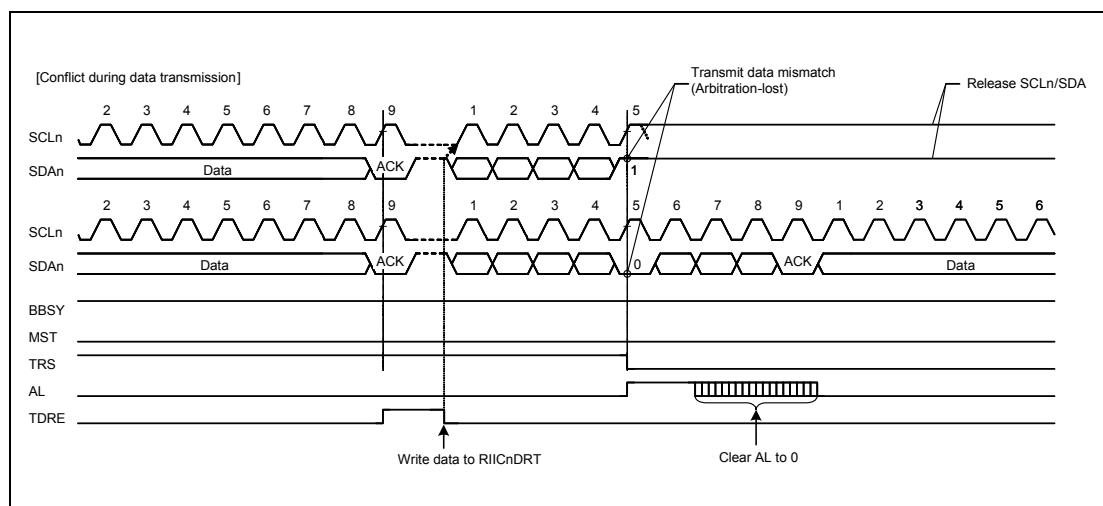 [Conflict during data transmission]
Transmit data mismatch
(Arbitration-lost)
Release SCLn/SDA
2 3 4 5 6 7 8 9 1 2 3 4 5
SCLn
SDAn Data ACK 1
2 3 4 5 6 7 8 9 1 2 3 4 5 6 7 8 9 1 2 3 4 5 6
SCLn
SDAn Data ACK 0 ACK Data
BBSY
MST
TRS
AL
TDRE
Write data to RIICnDRT
Clear AL to 0